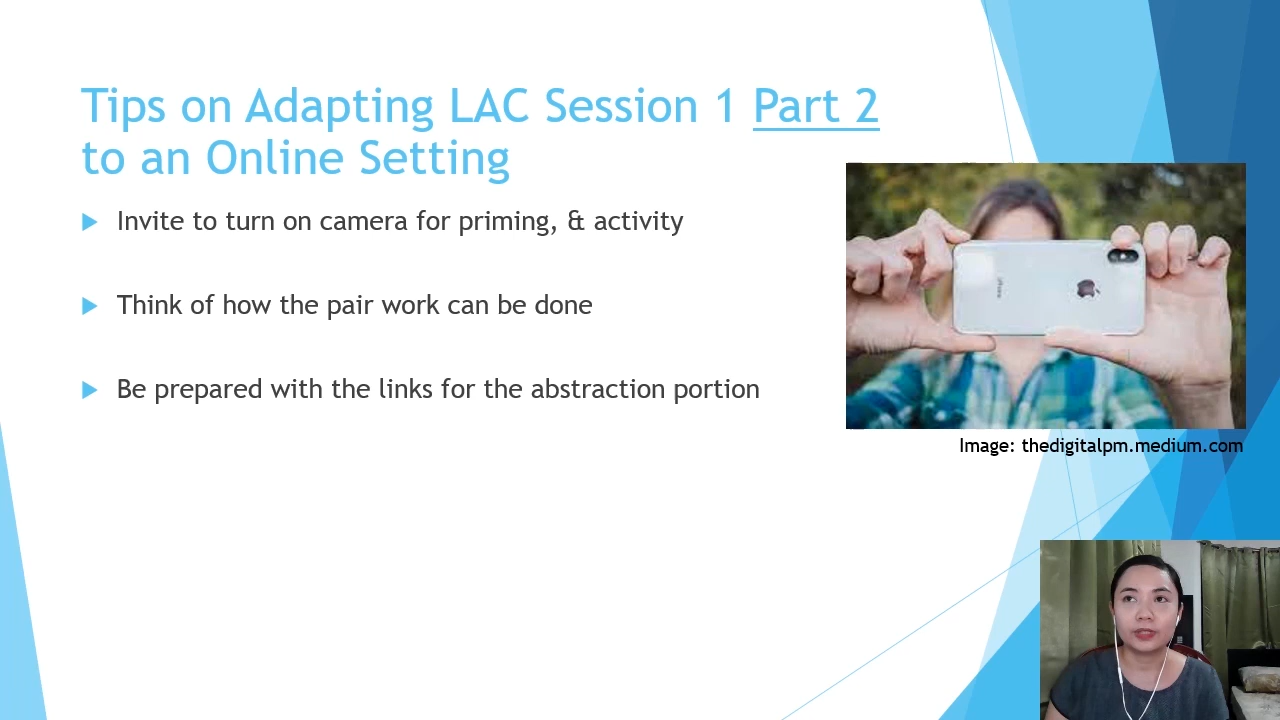 Tips on Adapting LAC Session 1 Part 2
to an Online Setting
Invite to turn on camera for priming, & activity
Think of how the pair work can be done
Be prepared with the links for the abstraction portion
Image: thedigitalpm.medium.com